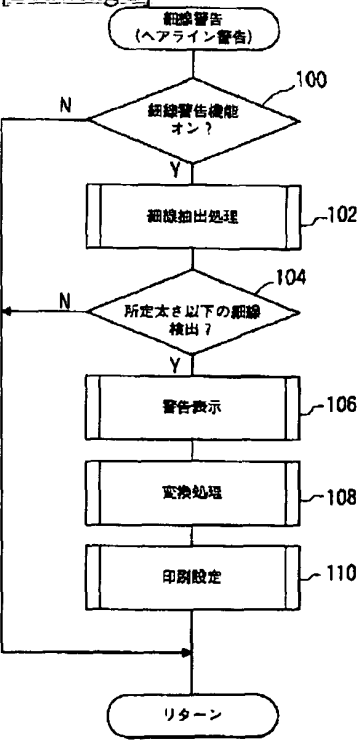 細線警告
(ヘアライン警告)
100
N
細線警告機能
オン?
Y
細線抽出処理
102
104
N
所定太さ以下の細線
検出?
Y
警告表示
106
変換処理
108
印刷設定
110
リターン